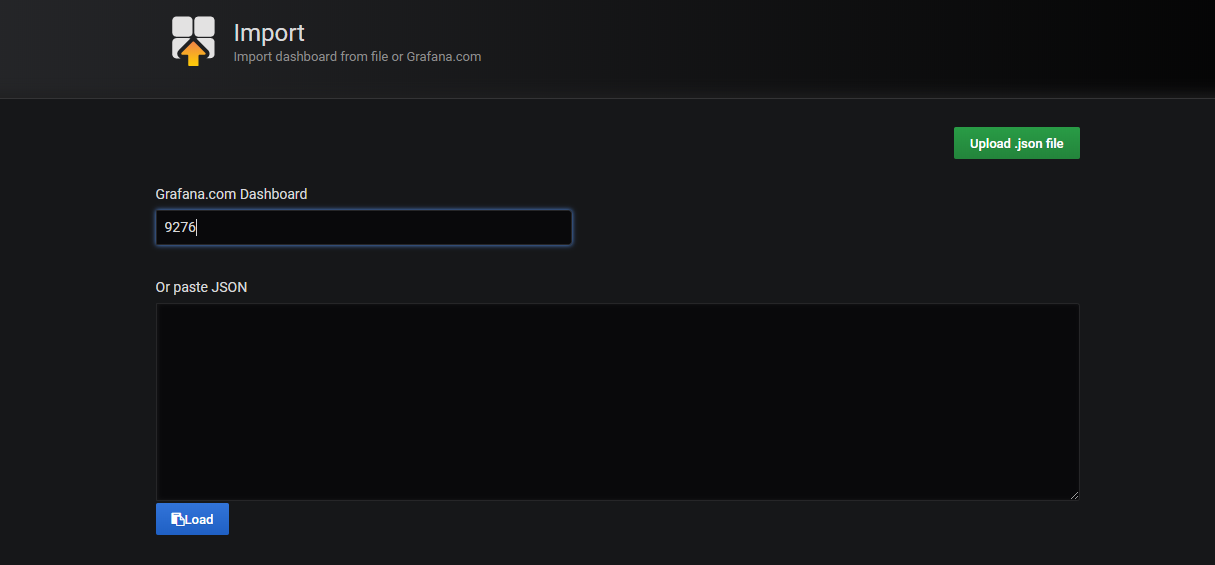 Import
Import dashboard from file or Grafana.com
Upload .json file
Grafana.com Dashboard
9276
Or paste JSON
Load